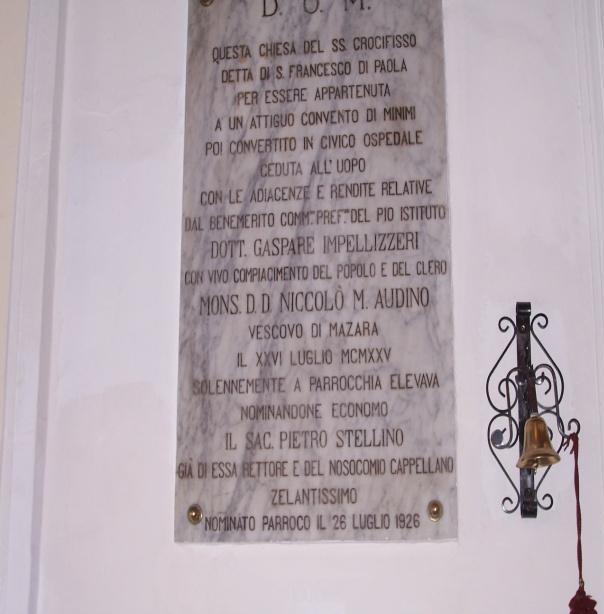 D. O. M.
QUESTA CHIESA DEL SS. CROCIFISSO
DETTA DI S. FRANCESCO DI PAOLA
PER ESSERE APPARTENUTA
A UN ATTIGUO CONVENTO DI MINIMI
POI CONVERTITO IN CIVICO OSPEDALE
CEDUTA ALL'UOPO
CON LE ADIACENZE E RENDITE RELATIVE
DAL BENEMERITO COMM. PREF. DEL PIO ISTITUTO
DOTT. GASPARE IMPELLIZZERI
CON VIVO COMPIACIMENTO DEL POPOLO E DEL CLERO
MONS. D. D NICCOLÒ M. AUDINO
VESCOVO DI MAZARA
IL XXVI LUGLIO MCMXXV
SOLENNEMENTE A PARROCCHIA ELEVAVA
NOMINANDONE ECONOMO
IL SAC. PIETRO STELLINO
GIÀ DI ESSA RETTORE E DEL NOSOCOMIO CAPPELLANO
ZELANTISSIMO
NOMINATO PARROCO IL 26 LUGLIO 1926